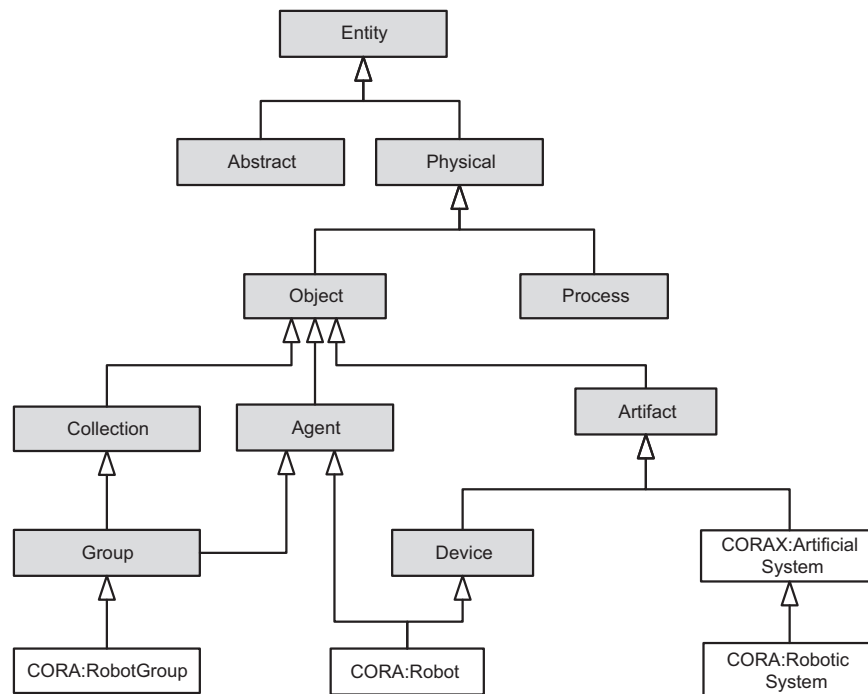 Entity
Abstract
Physical
Object
Process
Collection
Agent
Artifact
Group
Device
CORAX:Artificial
System
CORA:RobotGroup
CORA:Robot
CORA:Robotic
System